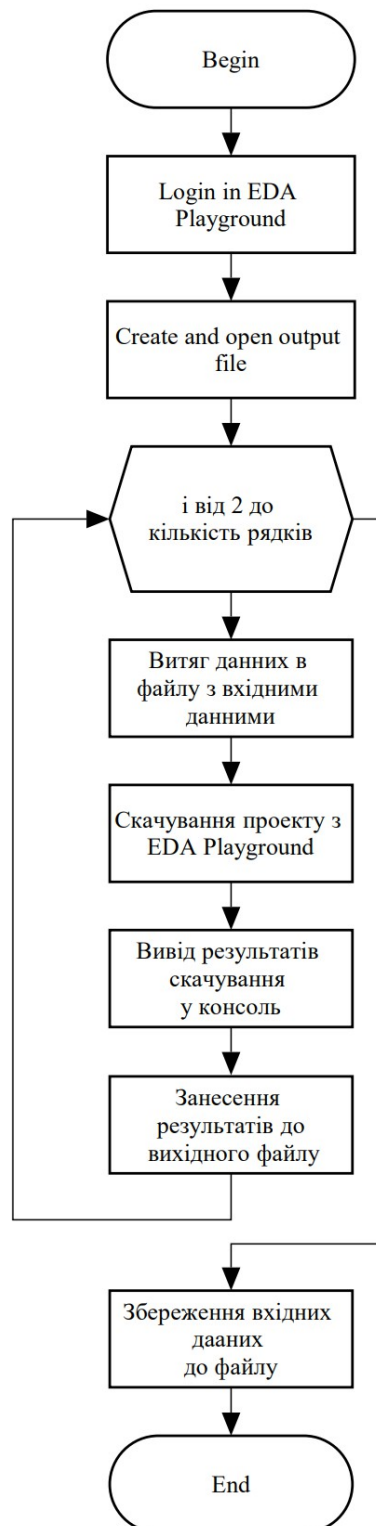 Begin
Login in EDA
Playground
Create and open output
file
і від 2 до
кількість рядків
Витяг данних в
файлу з вхідними
данними
Скачування проекту з
EDA Playground
Вивід результатів
скачування
у консоль
Занесення
результатів до
вихідного файлу
Збереження вхідних
дааних
до файлу
End